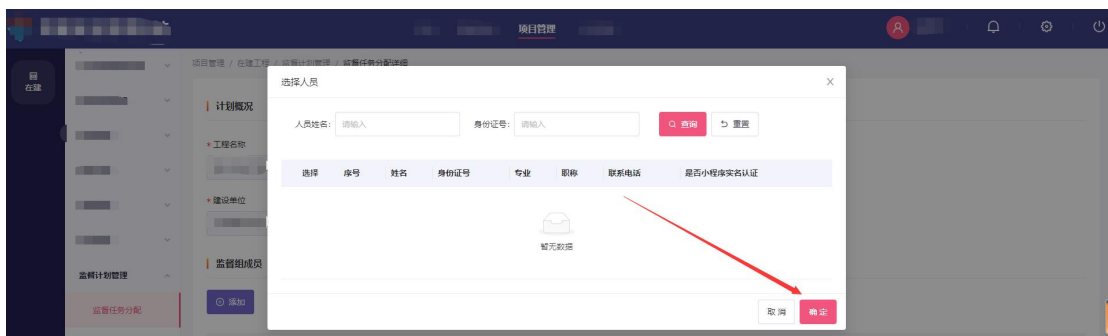 项目管理
在建
项目管理 / 在建工程 / 监督计划管理 / 监督任务分配详细
选择人员
计划概况
人员姓名: 请输入 身份证号: 请输入 查询 重置
* 工程名称
选择 序号 姓名 身份证号 专业 职称 联系电话 是否小程序实名认证
* 建设单位
暂无数据
监督组成员
监督计划管理
添加
监督任务分配
取消 确定